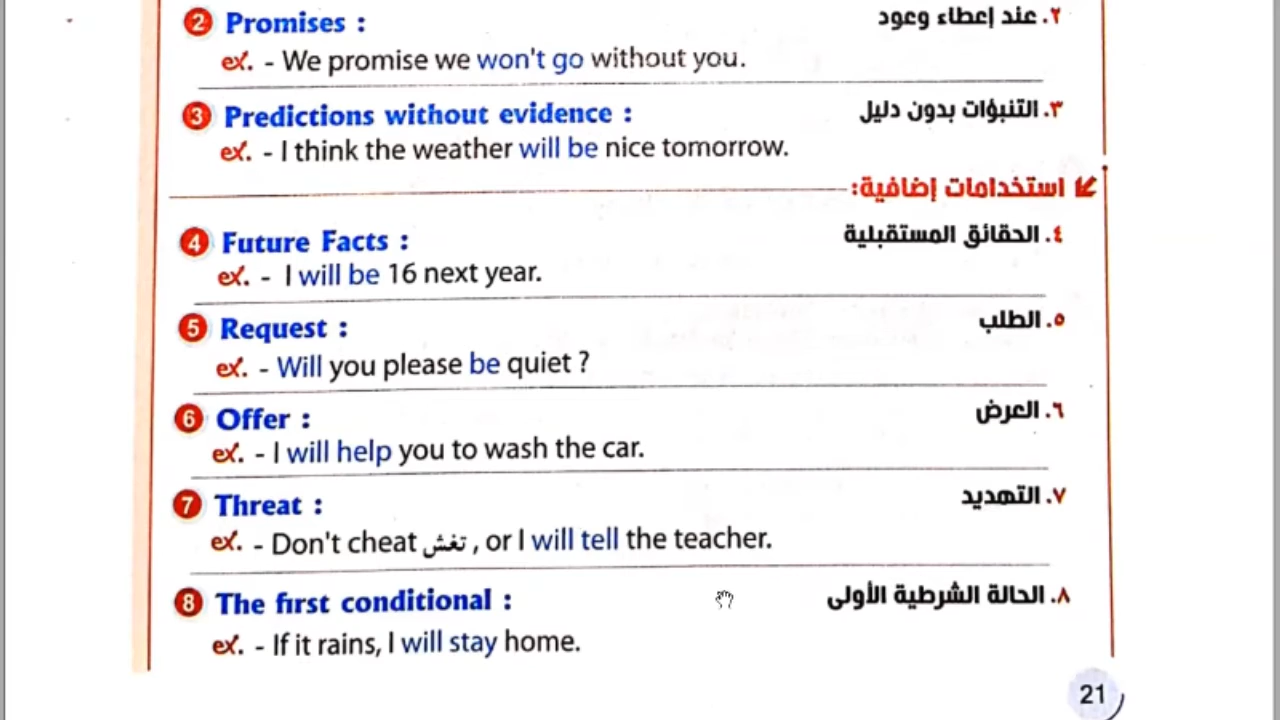 2 Promises : ٢. عند إعطاء وعود
ex. - We promise we won't go without you.
3 Predictions without evidence : ٣. التنبؤات بدون دليل
ex. - I think the weather will be nice tomorrow.
استخدامات إضافية:
4 Future Facts : ٤. الحقائق المستقبلية
ex. - I will be 16 next year.
5 Request : ٥. الطلب
ex. - Will you please be quiet ?
6 Offer : ٦. العرض
ex. - I will help you to wash the car.
7 Threat : ٧. التهديد
ex. - Don't cheat تغش , or I will tell the teacher.
8 The first conditional : ٨. الحالة الشرطية الأولى
ex. - If it rains, I will stay home.
21